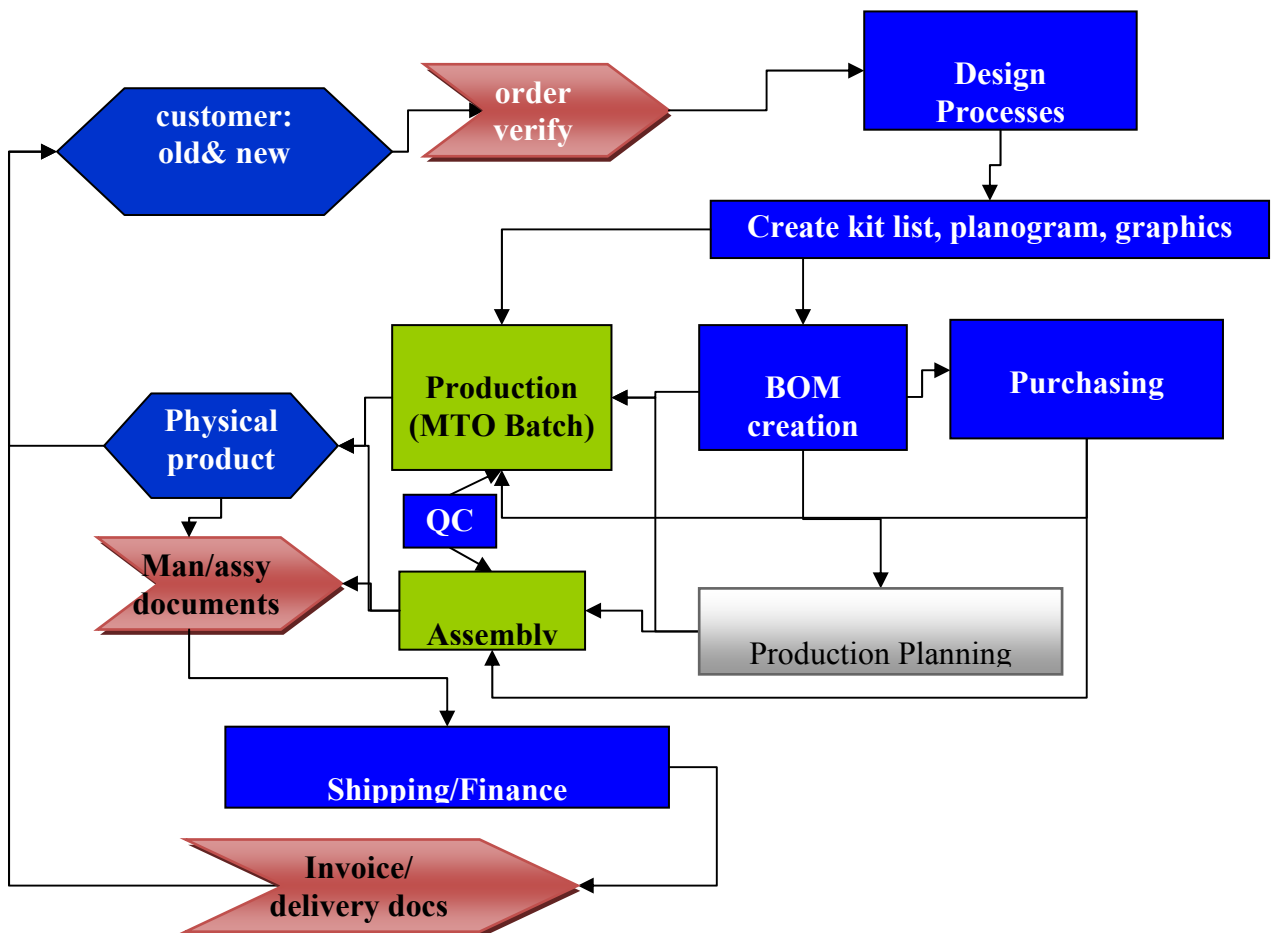 customer:
old& new
order
verify
Design
Processes
Create kit list, planogram, graphics
Production
(MTO Batch)
BOM
creation
Purchasing
Physical
product
QC
Man/assy
documents
Assembly
Production Planning
Shipping/Finance
Invoice/
delivery docs